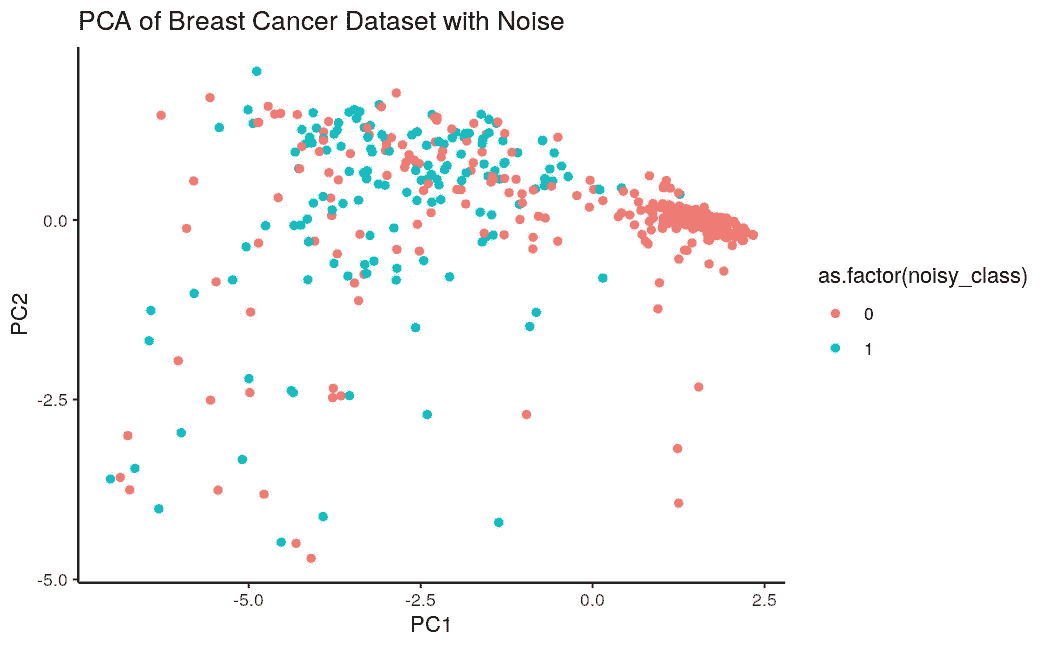 PCA of Breast Cancer Dataset with Noise
0.0
-2.5
-5.0
PC2
-5.0
-2.5
0.0
2.5
PC1
as.factor(noisy_class)
0
1